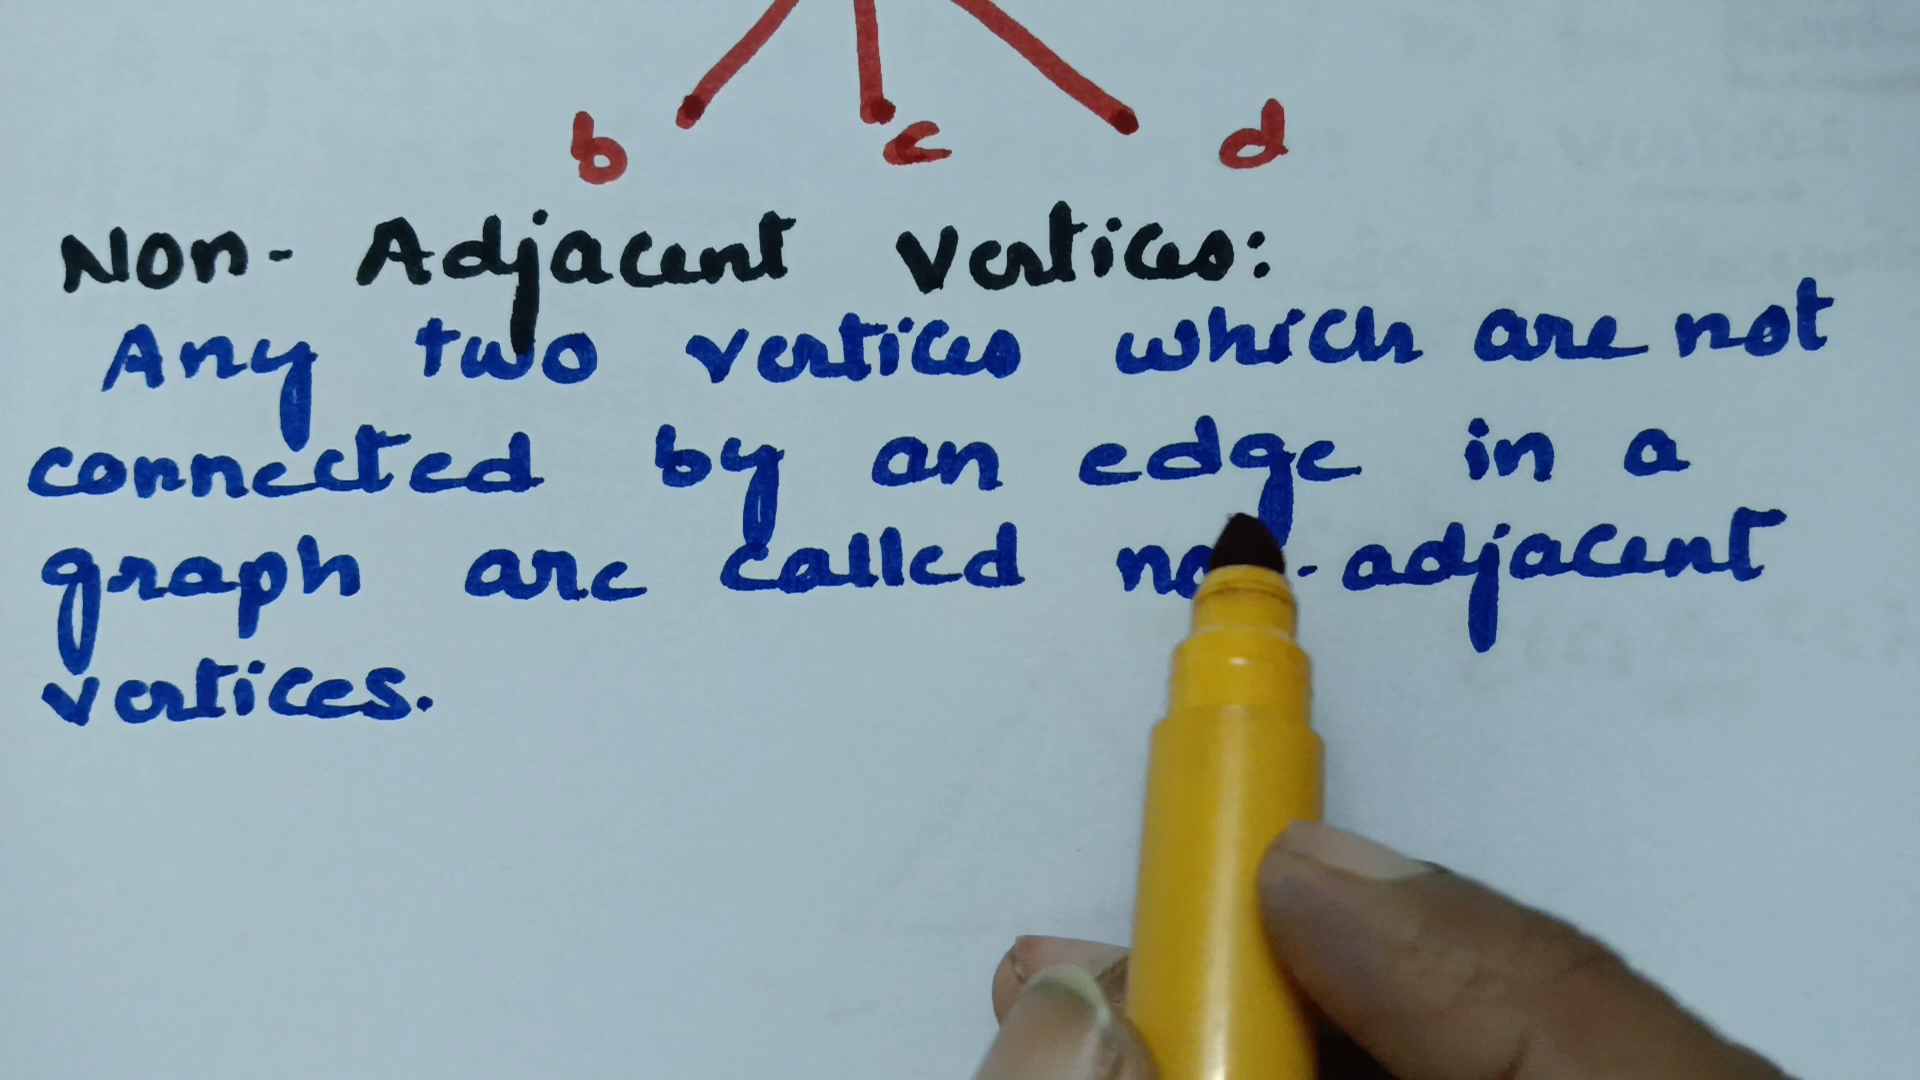 b c d
Non- Adjacent Vertices:
Any two vertices which are not
connected by an edge in a
graph are called non-adjacent
vertices.